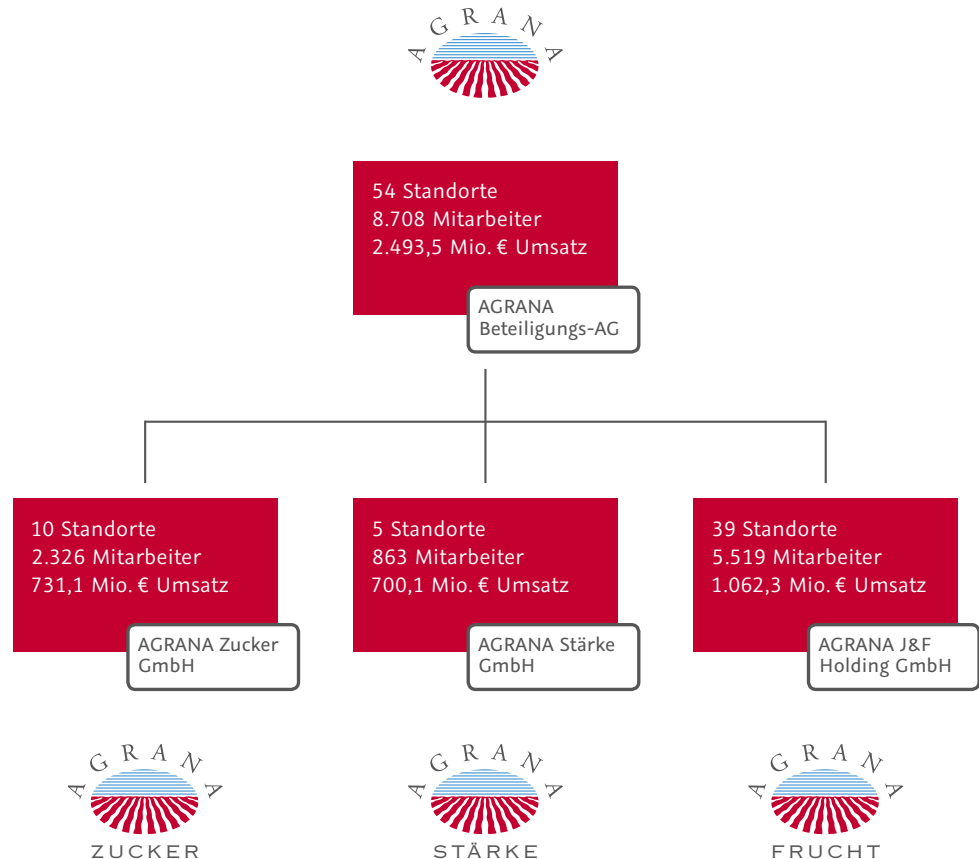 AGRANA
54 Standorte
8.708 Mitarbeiter
2.493,5 Mio. € Umsatz
AGRANA
Beteiligungs-AG
10 Standorte
2.326 Mitarbeiter
731,1 Mio. € Umsatz
AGRANA Zucker
GmbH
5 Standorte
863 Mitarbeiter
700,1 Mio. € Umsatz
AGRANA Stärke
GmbH
39 Standorte
5.519 Mitarbeiter
1.062,3 Mio. € Umsatz
AGRANA J&F
Holding GmbH
AGRANA
ZUCKER
AGRANA
STÄRKE
AGRANA
FRUCHT